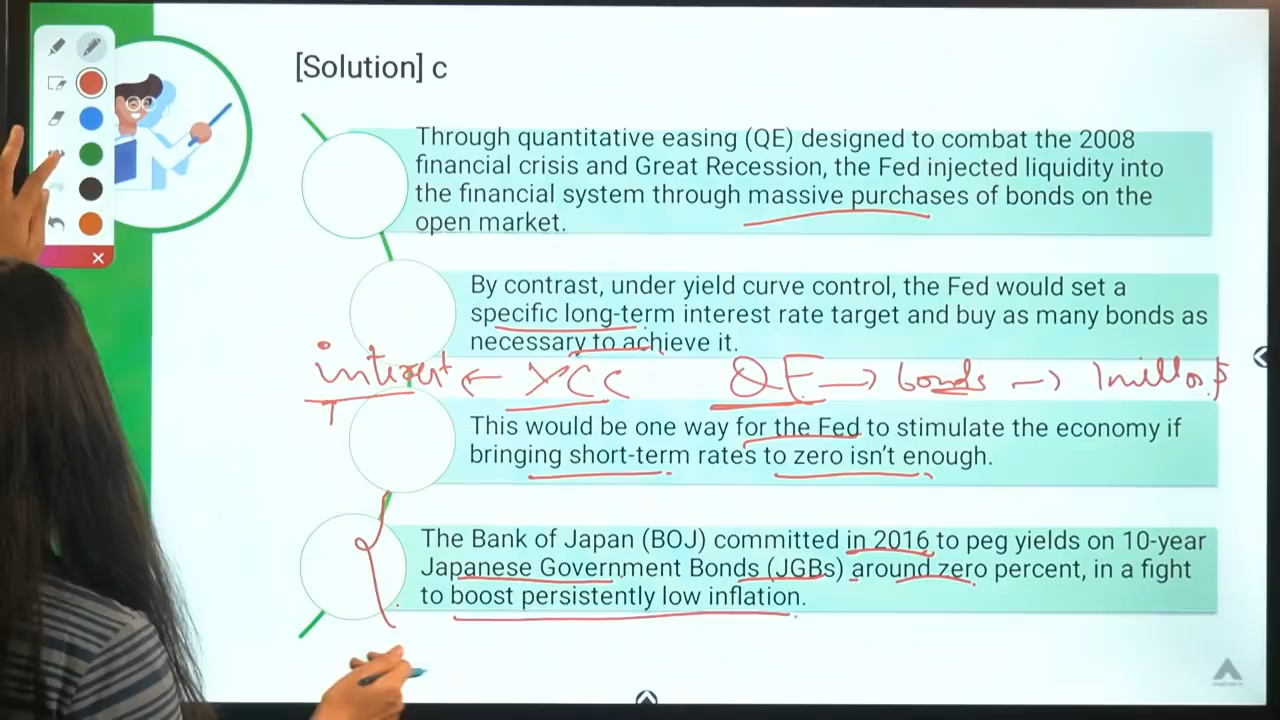 [Solution] c
Through quantitative easing (QE) designed to combat the 2008
financial crisis and Great Recession, the Fed injected liquidity into
the financial system through massive purchases of bonds on the
open market.
By contrast, under yield curve control, the Fed would set a
specific long-term interest rate target and buy as many bonds as
necessary to achieve it.
interest ← YCC QE → bonds → 1 million $
This would be one way for the Fed to stimulate the economy if
bringing short-term rates to zero isn't enough.
The Bank of Japan (BOJ) committed in 2016 to peg yields on 10-year
Japanese Government Bonds (JGBs) around zero percent, in a fight
to boost persistently low inflation.